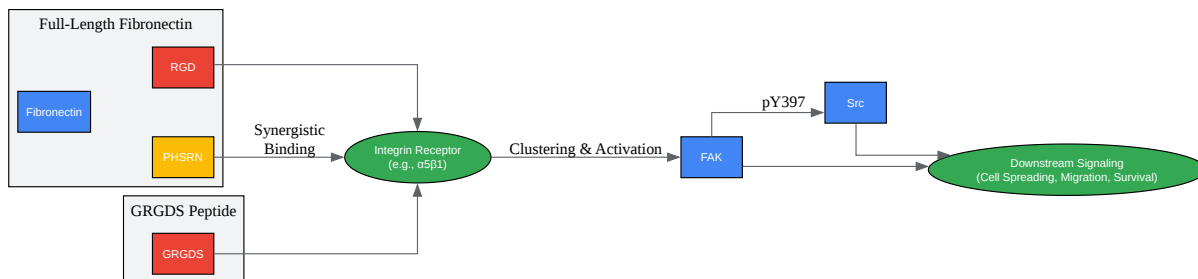 Full-Length Fibronectin
RGD
Fibronectin
PHSRN
Synergistic
Binding
Integrin Receptor
(e.g., α5β1)
Clustering & Activation
FAK
pY397
Src
Downstream Signaling
(Cell Spreading, Migration, Survival)
GRGDS Peptide
GRGDS